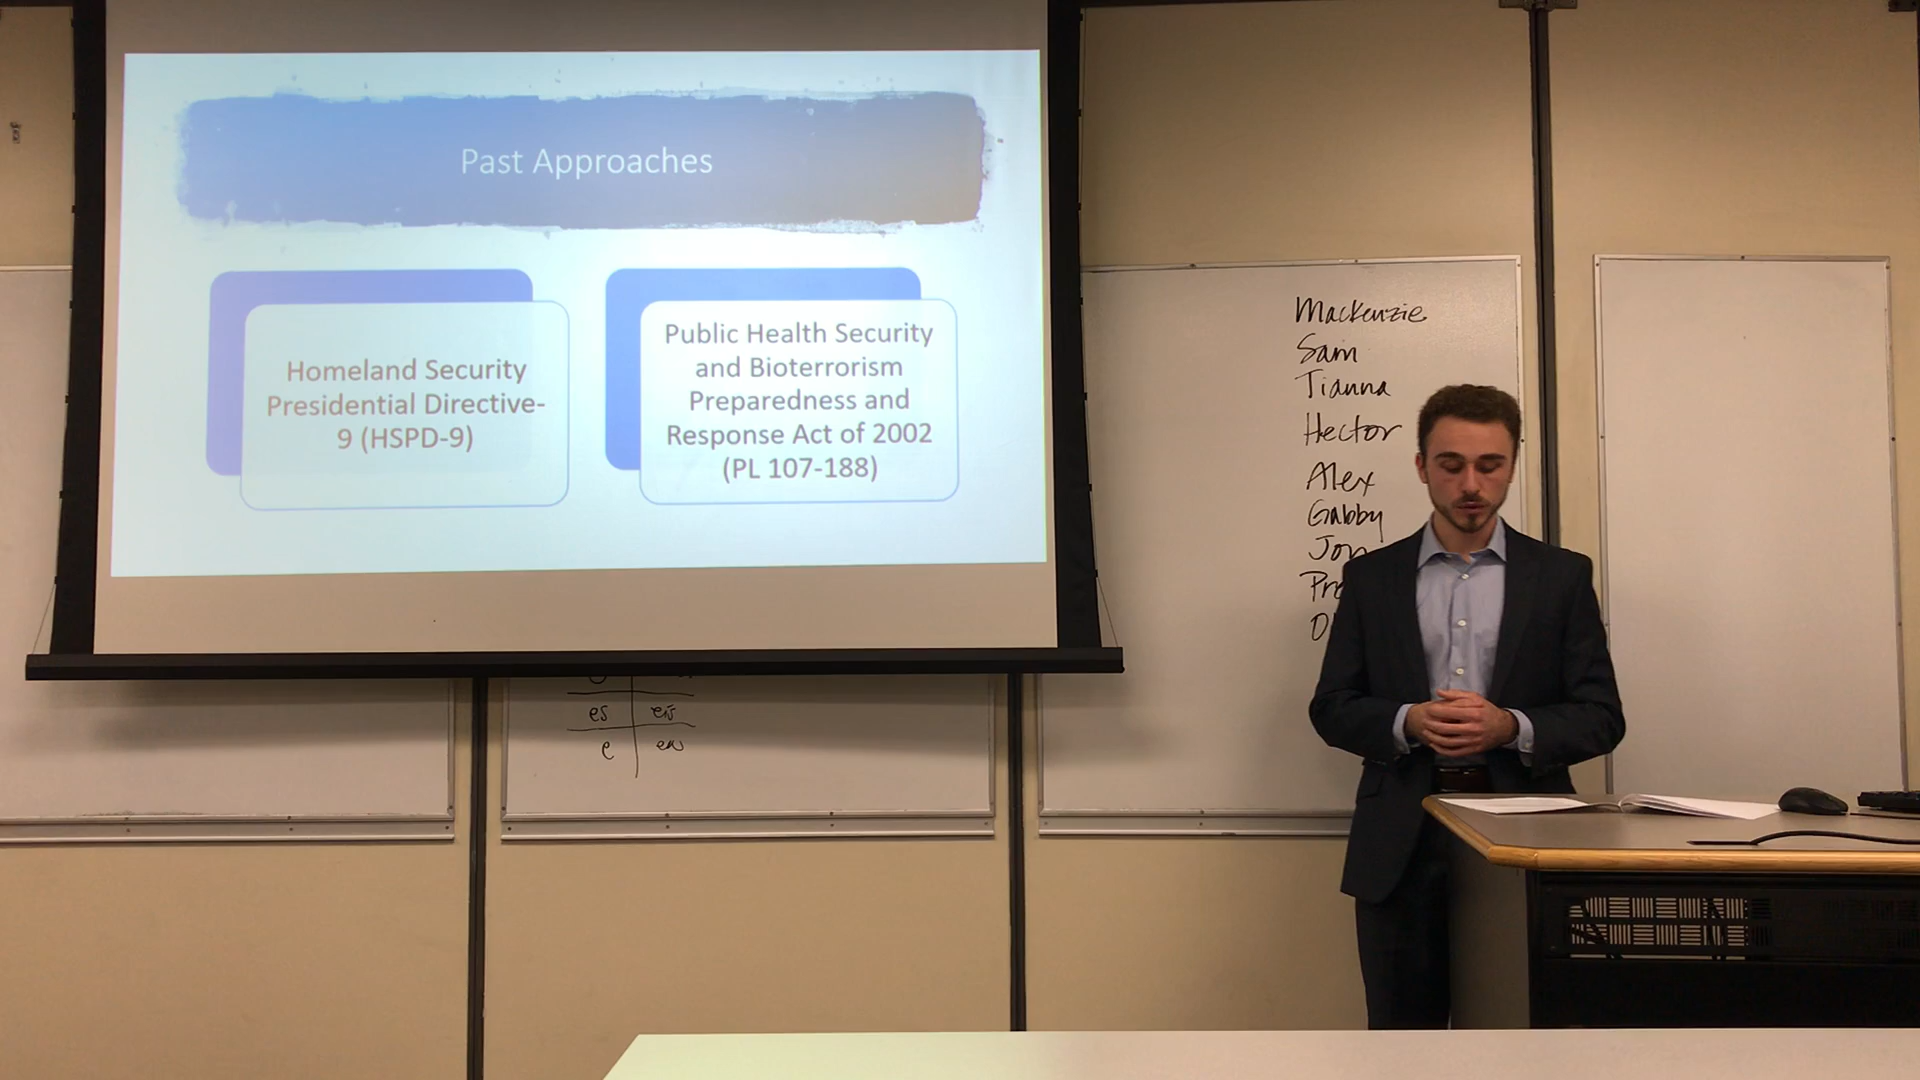 Past Approaches
Homeland Security
Presidential Directive-
9 (HSPD-9)
Public Health Security
and Bioterrorism
Preparedness and
Response Act of 2002
(PL 107-188)
Mackenzie
Sam
Tianna
Hector
Alex
Gabby
Jon
es
e